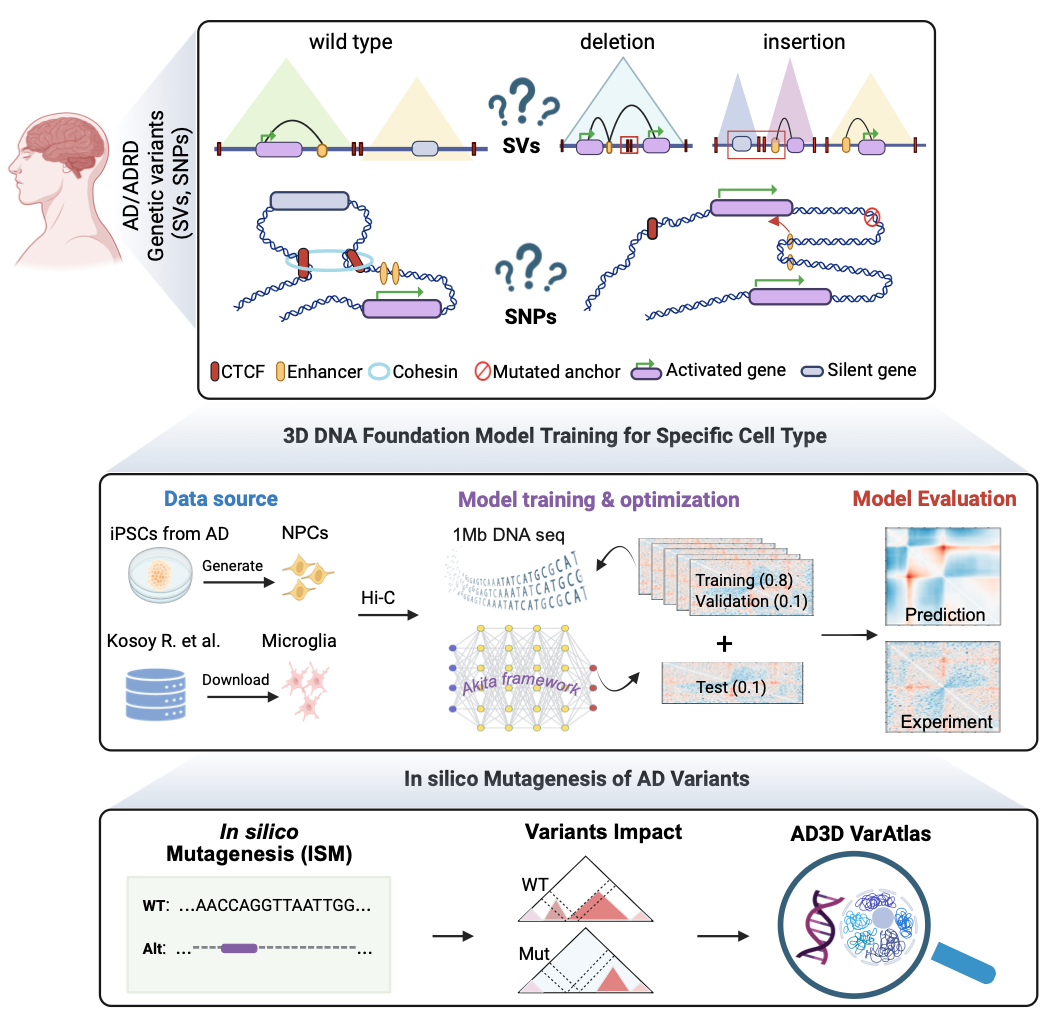 wild type
deletion
insertion
???
SVs
AD/ADRD
Genetic variants
(SVs, SNPs)
???
SNPs
CTCF
Enhancer
Cohesin
Mutated anchor
Activated gene
Silent gene
3D DNA Foundation Model Training for Specific Cell Type
Data source
Model training & optimization
Model Evaluation
iPSCs from AD
NPCs
Generate
Hi-C
Kosoy R. et al.
Microglia
Download
1Mb DNA seq
Training (0.8)
Validation (0.1)
+
Test (0.1)
Akita framework
Prediction
Experiment
In silico Mutagenesis of AD Variants
In silico
Mutagenesis (ISM)
WT: ...AACCAGGTTAATTGG...
Alt: ... ...
Variants Impact
WT
Mut
AD3D VarAtlas